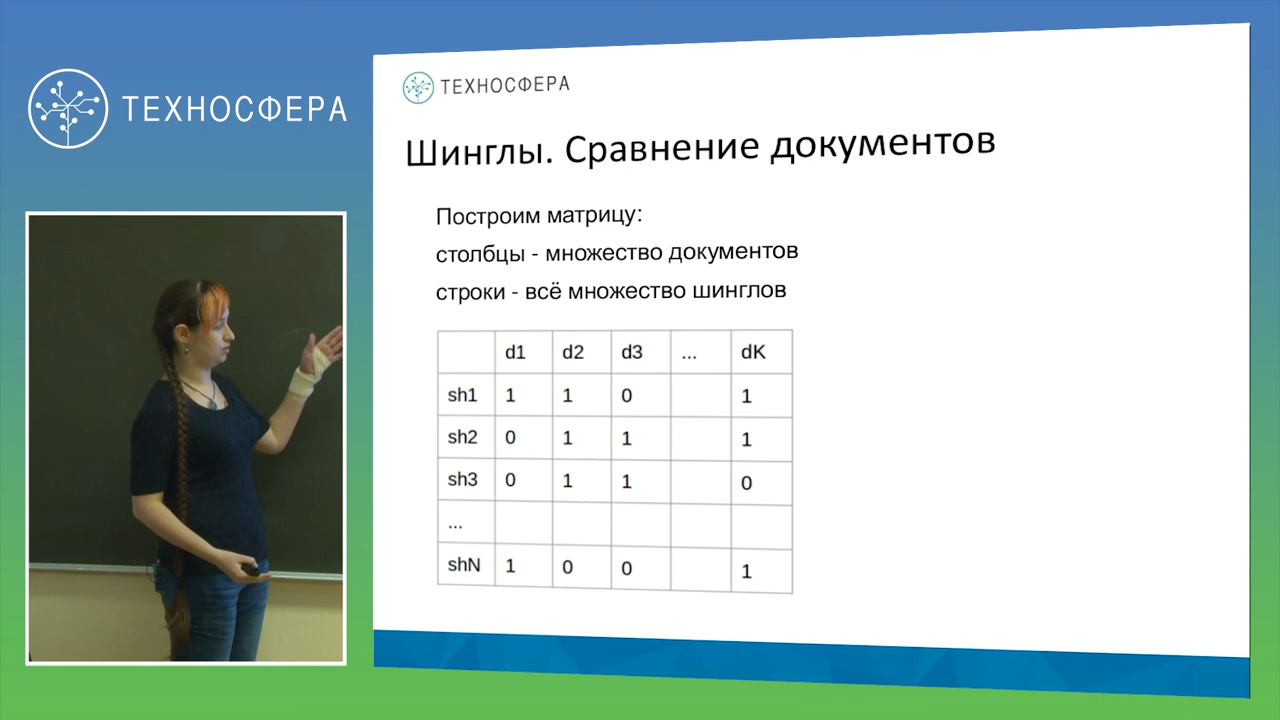 ТЕХНОСФЕРА
ТЕХНОСФЕРА
Шинглы. Сравнение документов
Построим матрицу:
столбцы - множество документов
строки - всё множество шинглов
d1 d2 d3 ... dK
sh1 1 1 0 1
sh2 0 1 1 1
sh3 0 1 1 0
...
shN 1 0 0 1